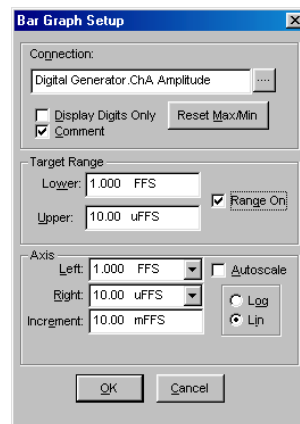 Bar Graph Setup
Connection:
Digital Generator.ChA Amplitude
....
Display Digits Only
Comment
Reset Max/Min
Target Range
Lower: 1.000 FFS
Upper: 10.00 uFFS
Range On
Axis
Left: 1.000 FFS
Autoscale
Right: 10.00 uFFS
Log
Increment: 10.00 mFFS
Lin
OK
Cancel